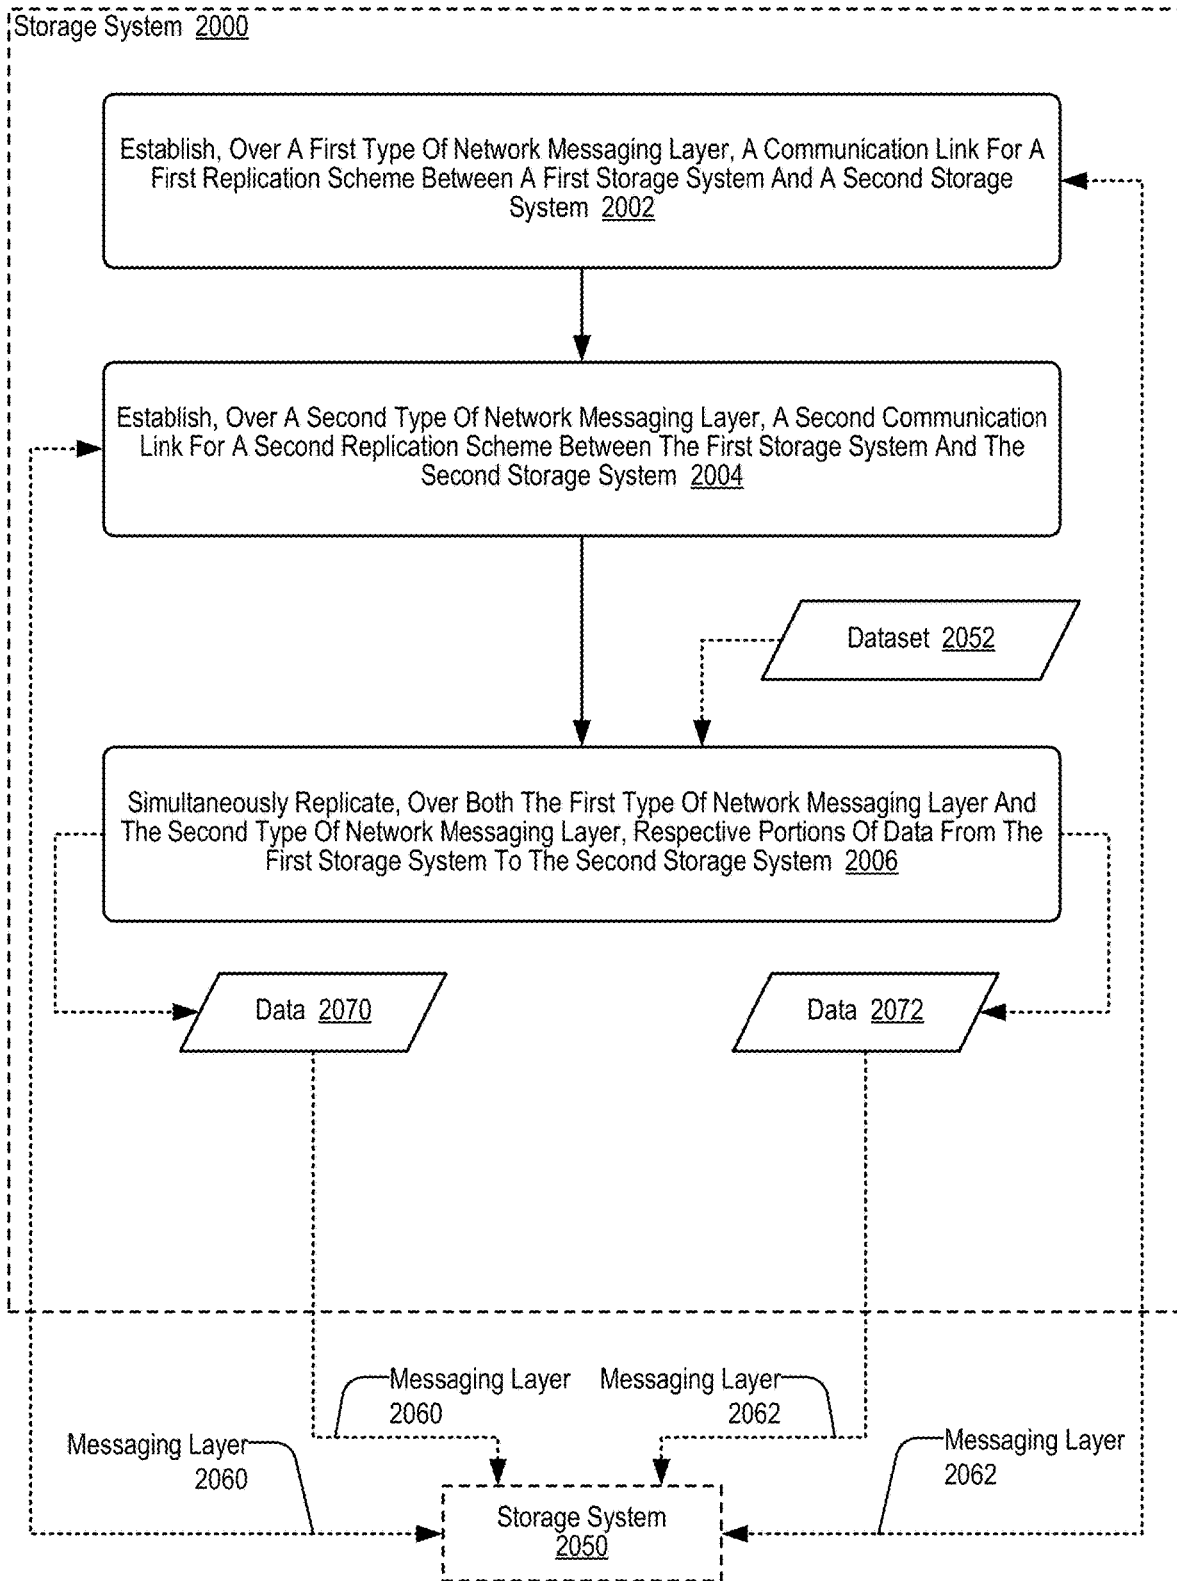 Storage System 2000
Establish, Over A First Type Of Network Messaging Layer, A Communication Link For A
First Replication Scheme Between A First Storage System And A Second Storage
System 2002
Establish, Over A Second Type Of Network Messaging Layer, A Second Communication
Link For A Second Replication Scheme Between The First Storage System And The
Second Storage System 2004
Dataset 2052
Simultaneously Replicate, Over Both The First Type Of Network Messaging Layer And
The Second Type Of Network Messaging Layer, Respective Portions Of Data From The
First Storage System To The Second Storage System 2006
Data 2070
Data 2072
Messaging Layer
2060
Messaging Layer
2062
Messaging Layer
2060
Messaging Layer
2062
Storage System
2050